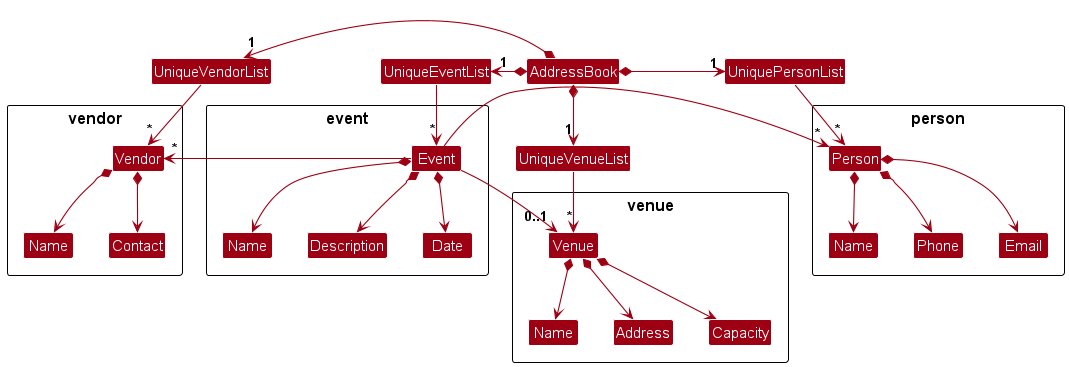 1
UniqueVendorList
UniqueEventList
1
AddressBook
1
UniquePersonList
vendor
event
person
*
*
*
*
*
1
Vendor
Event
UniqueVenueList
Person
venue
0..1
*
Name
Contact
Name
Description
Date
Venue
Name
Phone
Email
Name
Address
Capacity